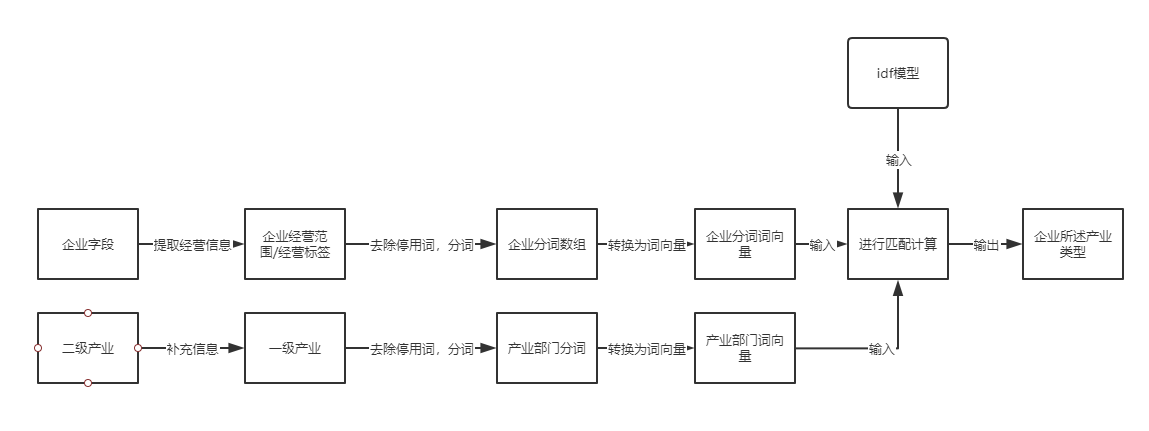 idf模型
输入
企业字段
提取经营信息
企业经营范
围/经营标签
去除停用词，分词
企业分词数组
转换为词向量
企业分词词向
量
输入
进行匹配计算
输出
企业所述产业
类型
二级产业
补充信息
一级产业
去除停用词，分词
产业部门分词
转换为词向量
产业部门词向
量
输入